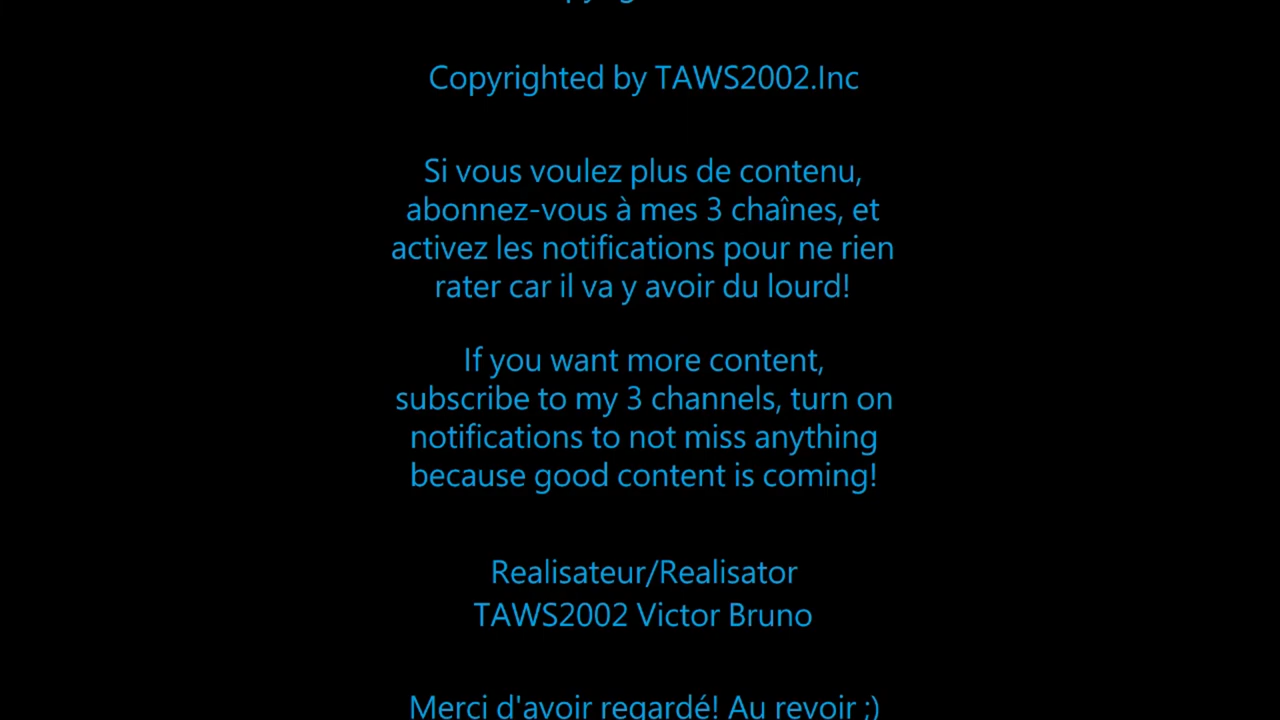 Copyrighted by TAWS2002.Inc
Si vous voulez plus de contenu,
abonnez-vous à mes 3 chaînes, et
activez les notifications pour ne rien
rater car il va y avoir du lourd!
If you want more content,
subscribe to my 3 channels, turn on
notifications to not miss anything
because good content is coming!
Realisateur/Realisator
TAWS2002 Victor Bruno
Merci d'avoir regardé! Au revoir ;)